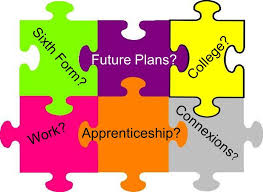 Sixth Form?
Future Plans?
College?
Work?
Apprenticeship?
Connexions?